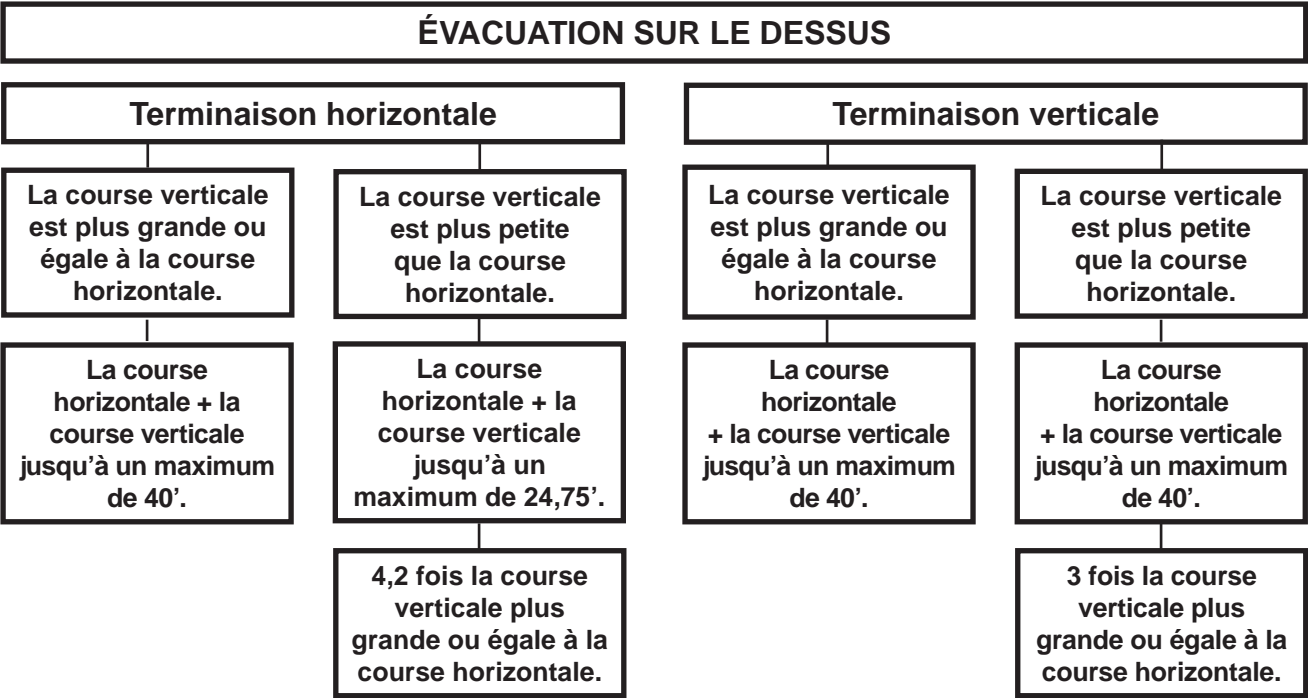 ÉVACUATION SUR LE DESSUS
Terminaison horizontale
La course verticale
est plus grande ou
égale à la course
horizontale.
La course
horizontale + la
course verticale
jusqu’à un maximum
de 40’.
La course verticale
est plus petite
que la course
horizontale.
La course
horizontale + la
course verticale
jusqu’à un
maximum de 24,75’.
4,2 fois la course
verticale plus
grande ou égale à la
course horizontale.
Terminaison verticale
La course verticale
est plus grande ou
égale à la course
horizontale.
La course
horizontale
+ la course verticale
jusqu’à un maximum
de 40’.
La course verticale
est plus petite
que la course
horizontale.
La course
horizontale
+ la course verticale
jusqu’à un maximum
de 40’.
3 fois la course
verticale plus
grande ou égale à la
course horizontale.